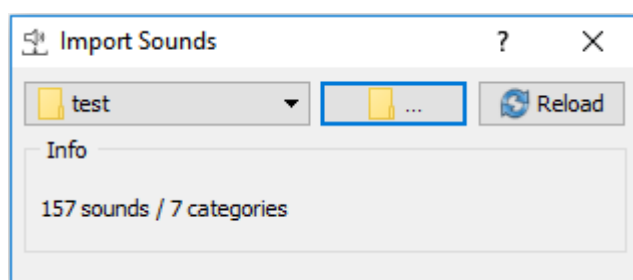 Import Sounds ?
test ... Reload
Info
157 sounds / 7 categories